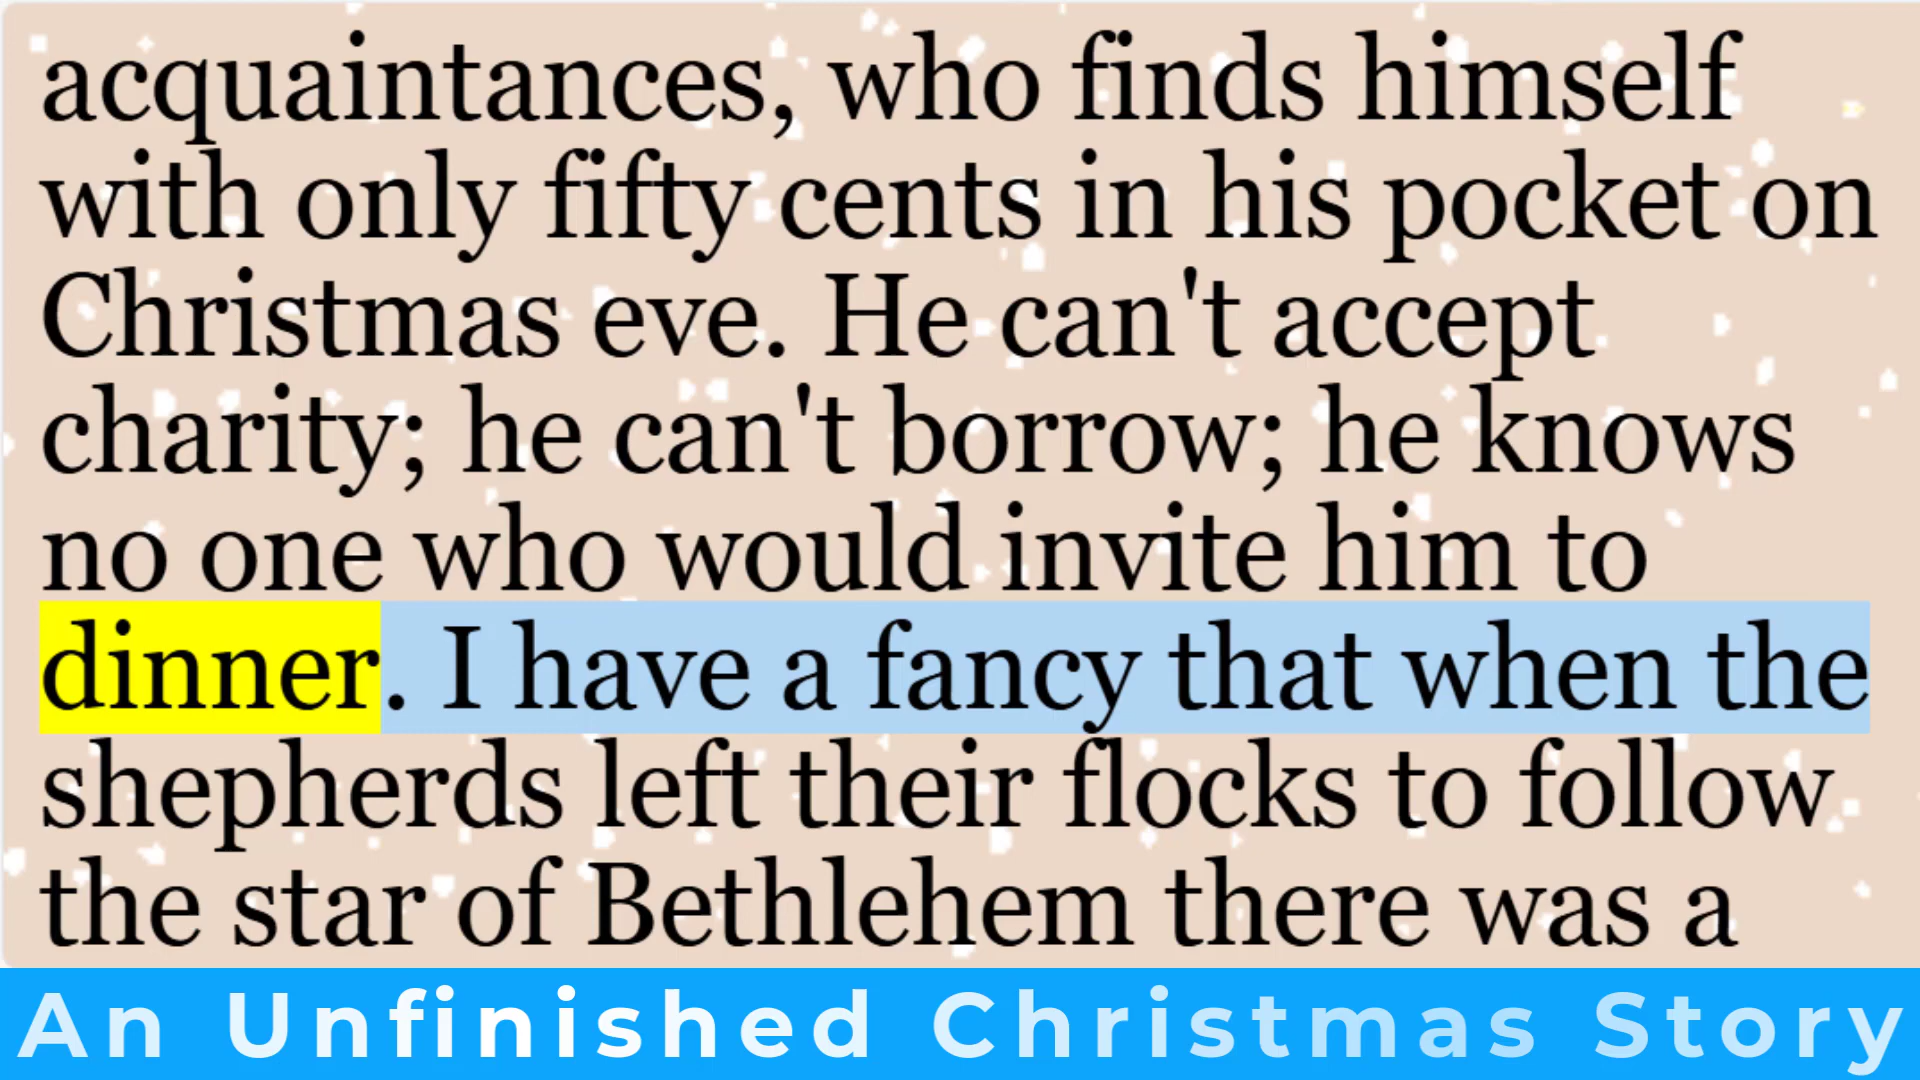 acquaintances, who finds himself
with only fifty cents in his pocket on
Christmas eve. He can't accept
charity; he can't borrow; he knows
no one who would invite him to
dinner. I have a fancy that when the
shepherds left their flocks to follow
the star of Bethlehem there was a
An Unfinished Christmas Story